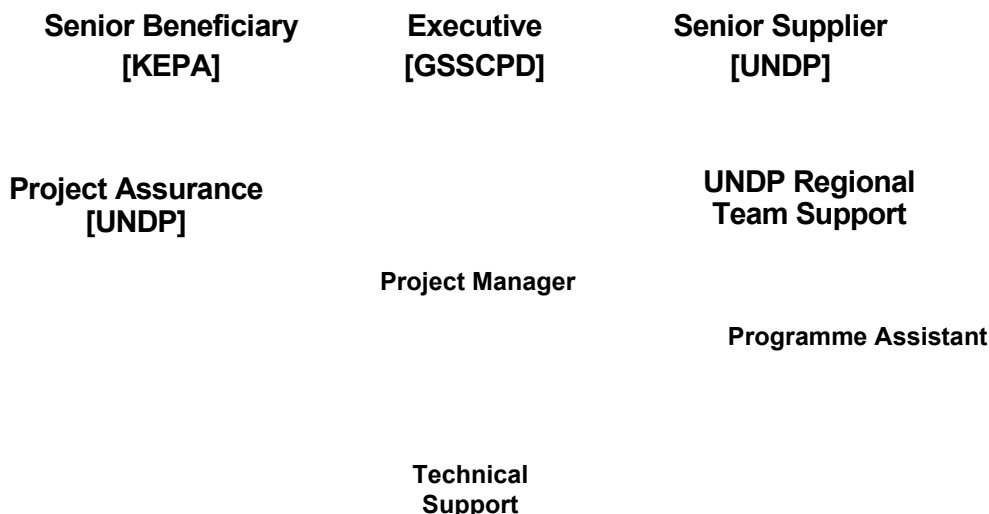 Senior Beneficiary
[KEPA]
Executive
[GSSCPD]
Senior Supplier
[UNDP]
Project Assurance
[UNDP]
UNDP Regional
Team Support
Project Manager
Programme Assistant
Technical
Support